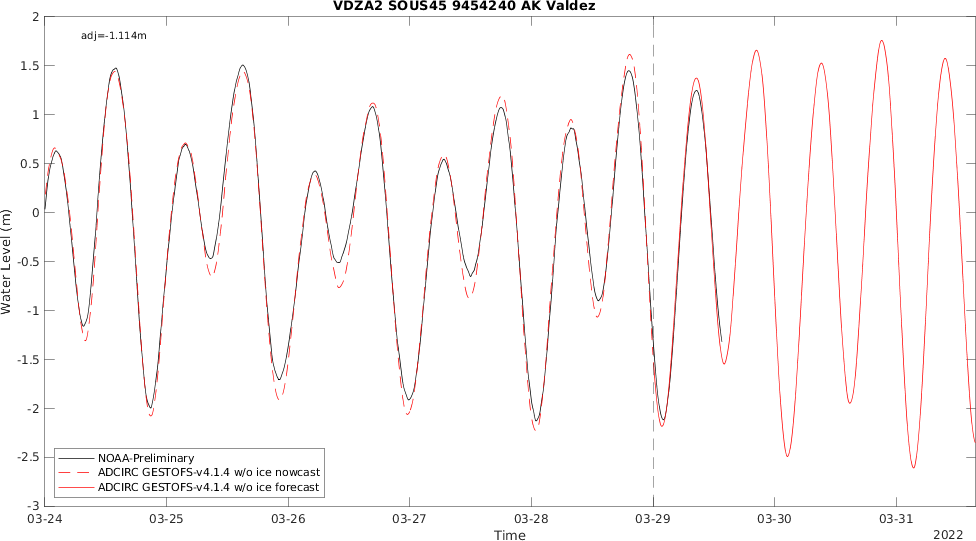 VDZA2 SOUS45 9454240 AK Valdez
adj=-1.114m
2
1.5
1
0.5
0
-0.5
-1
-1.5
-2
-2.5
-3
Water Level (m)
NOAA-Preliminary
ADCIRC GESTOFS-v4.1.4 w/o ice nowcast
ADCIRC GESTOFS-v4.1.4 w/o ice forecast
03-24 03-25 03-26 03-27 03-28 03-29 03-30 03-31
Time
2022